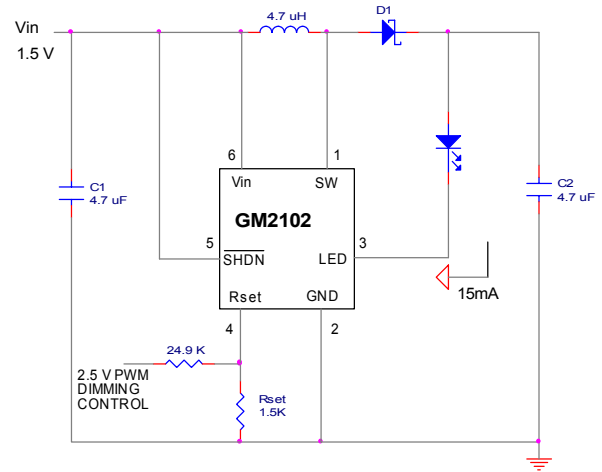 Vin
1.5 V
4.7 uH
D1
6
1
Vin
SW
C1
4.7 uF
C2
4.7 uF
GM2102
5
3
SHDN
LED
Rset
GND
15mA
4
2
24.9 K
2.5 V PWM
DIMMING
CONTROL
Rset
1.5K